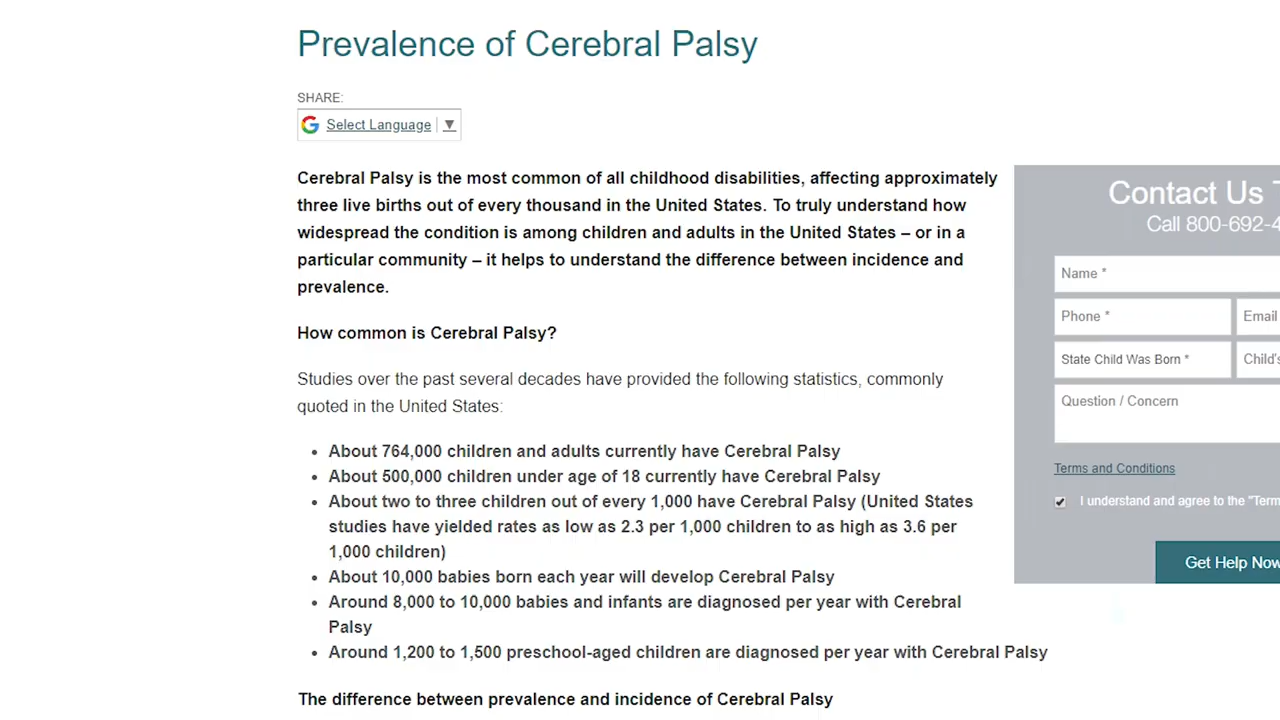 Prevalence of Cerebral Palsy
SHARE:
Select Language ▼
Cerebral Palsy is the most common of all childhood disabilities, affecting approximately
three live births out of every thousand in the United States. To truly understand how
widespread the condition is among children and adults in the United States – or in a
particular community – it helps to understand the difference between incidence and
prevalence.
How common is Cerebral Palsy?
Studies over the past several decades have provided the following statistics, commonly
quoted in the United States:
• About 764,000 children and adults currently have Cerebral Palsy
• About 500,000 children under age of 18 currently have Cerebral Palsy
• About two to three children out of every 1,000 have Cerebral Palsy (United States
studies have yielded rates as low as 2.3 per 1,000 children to as high as 3.6 per
1,000 children)
• About 10,000 babies born each year will develop Cerebral Palsy
• Around 8,000 to 10,000 babies and infants are diagnosed per year with Cerebral
Palsy
• Around 1,200 to 1,500 preschool-aged children are diagnosed per year with Cerebral Palsy
The difference between prevalence and incidence of Cerebral Palsy
Contact Us
Call 800-692-4
Name *
Phone * Email
State Child Was Born * Child's
Question / Concern
Terms and Conditions
I understand and agree to the "Term
Get Help Now